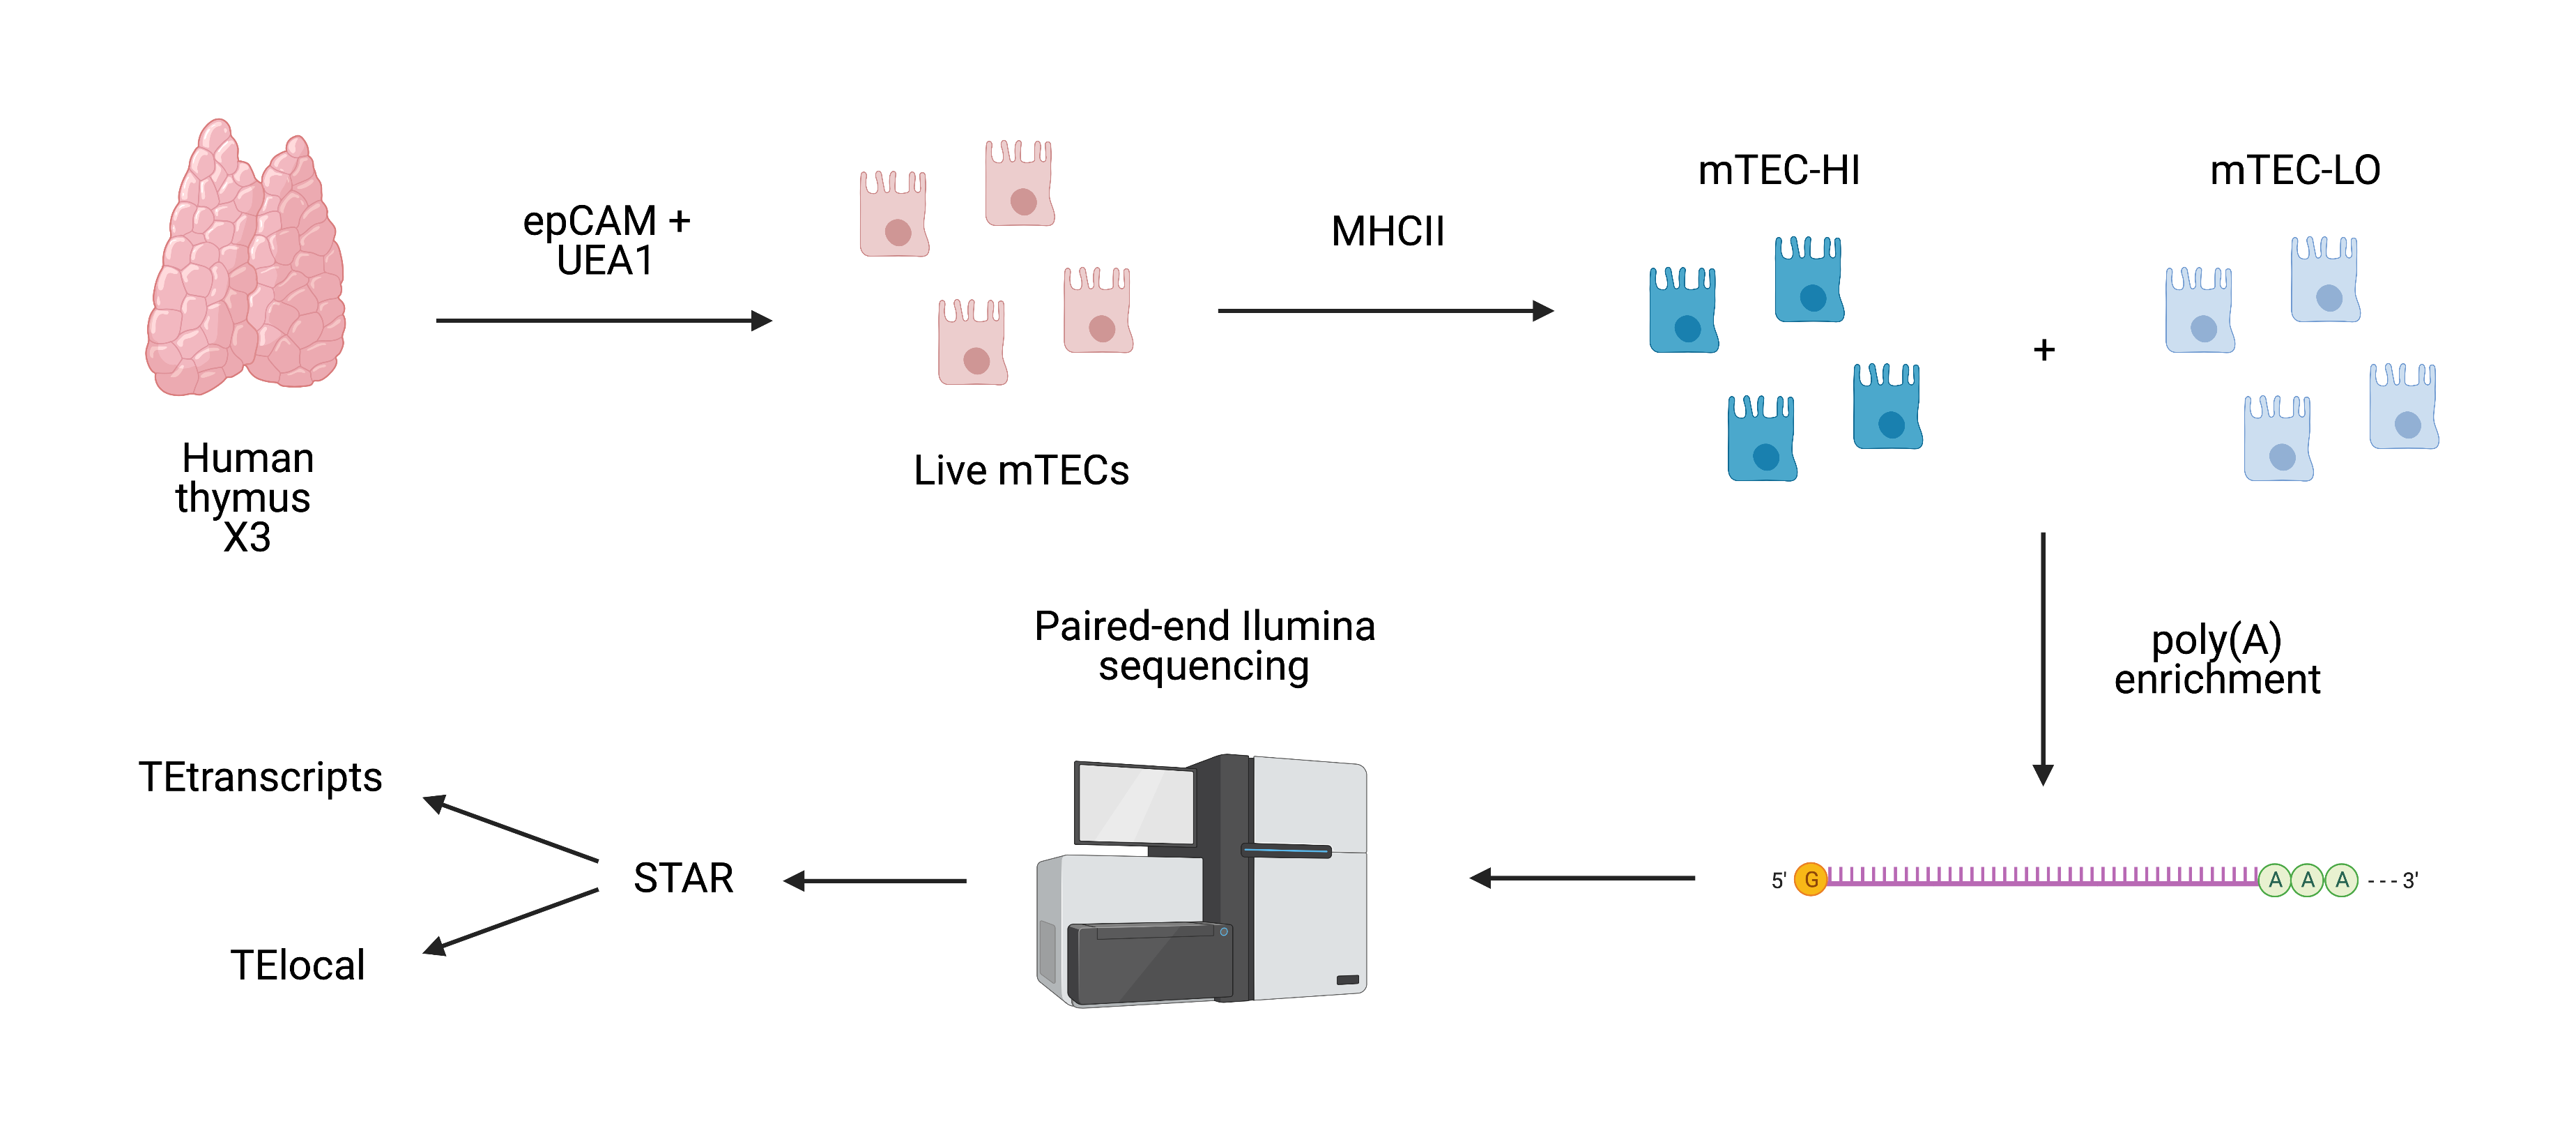 epCAM +
UEA1
Human
thymus
X3
Live mTECs
MHCII
mTEC-HI
mTEC-LO
+
poly(A)
enrichment
5' G A A A --- 3'
Paired-end Ilumina
sequencing
STAR
TEtranscripts
TElocal